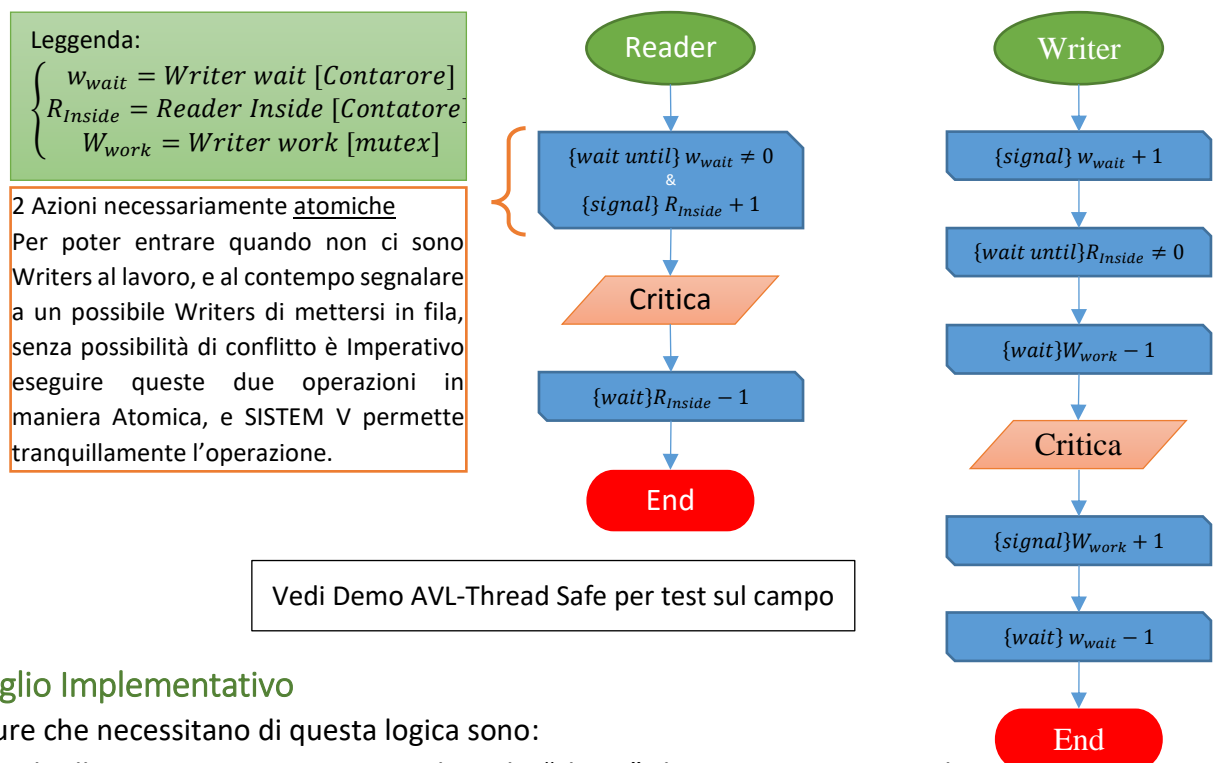 Leggenda:
w_wait = Writer wait [Contarore]
R_Inside = Reader Inside [Contatore]
W_work = Writer work [mutex]
2 Azioni necessariamente atomiche
Per poter entrare quando non ci sono
Writers al lavoro, e al contempo segnalare
a un possibile Writers di mettersi in fila,
senza possibilità di conflitto è Imperativo
eseguire queste due operazioni in
maniera Atomica, e SISTEM V permette
tranquillamente l’operazione.
Reader
{wait until} w_wait ≠ 0
&
{signal} R_Inside + 1
Critica
{wait}R_Inside − 1
End
Writer
{signal} w_wait + 1
{wait until}R_Inside ≠ 0
{wait}W_work − 1
Critica
{signal}W_work + 1
{wait} w_wait − 1
End
Vedi Demo AVL-Thread Safe per test sul campo
glio Implementativo
ure che necessitano di questa logica sono: